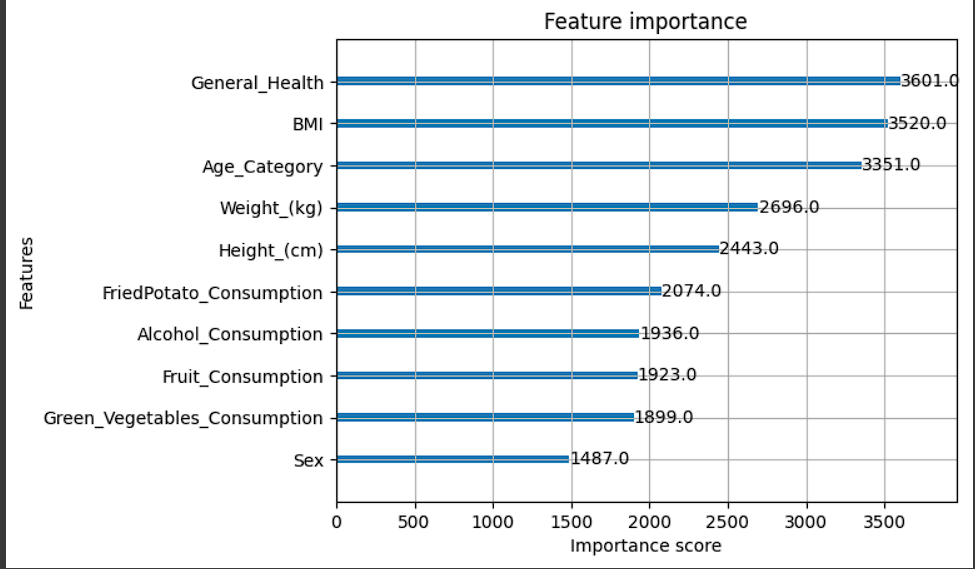 Feature importance
General_Health 3601.0
BMI 3520.0
Age_Category 3351.0
Weight_(kg) 2696.0
Height_(cm) 2443.0
FriedPotato_Consumption 2074.0
Alcohol_Consumption 1936.0
Fruit_Consumption 1923.0
Green_Vegetables_Consumption 1899.0
Sex 1487.0
Features
0 500 1000 1500 2000 2500 3000 3500
Importance score